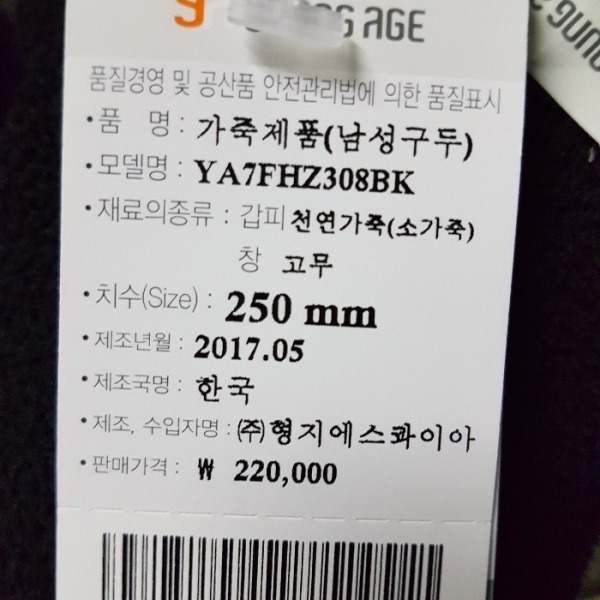 AGE
품질경영 및 공산품 안전관리법에 의한 품질표시
•품 명 : 가죽제품(남성구두)
•모델명 : YA7FHZ308BK
•재료의종류 : 갑피 천연가죽(소가죽)
창 고무
•치수(Size) : 250 mm
•제조년월 : 2017.05
•제조국명 : 한국
•제조, 수입자명 : ㈜형지에스콰이아
•판매가격 : ₩ 220,000